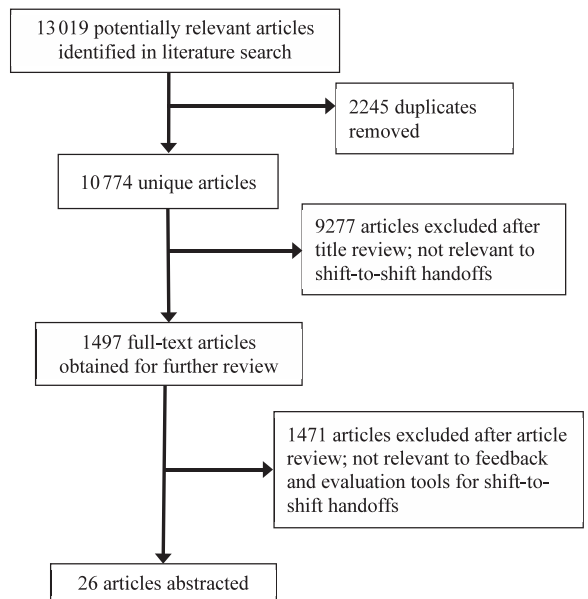 13 019 potentially relevant articles
identified in literature search
2245 duplicates
removed
10 774 unique articles
9277 articles excluded after
title review; not relevant to
shift-to-shift handoffs
1497 full-text articles
obtained for further review
1471 articles excluded after article
review; not relevant to feedback
and evaluation tools for shift-to-
shift handoffs
26 articles abstracted